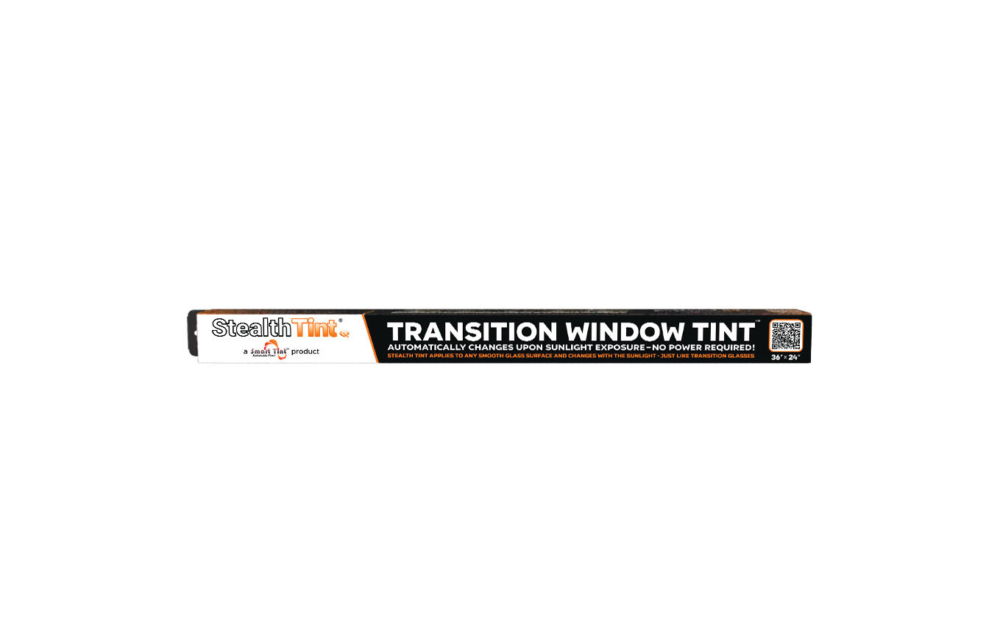 StealthTint®
a Smart Tint® product
TRANSITION WINDOW TINT™
AUTOMATICALLY CHANGES UPON SUNLIGHT EXPOSURE – NO POWER REQUIRED!
STEALTH TINT APPLIES TO ANY SMOOTH GLASS SURFACE AND CHANGES WITH THE SUNLIGHT - JUST LIKE TRANSITION GLASSES
36" x 24"